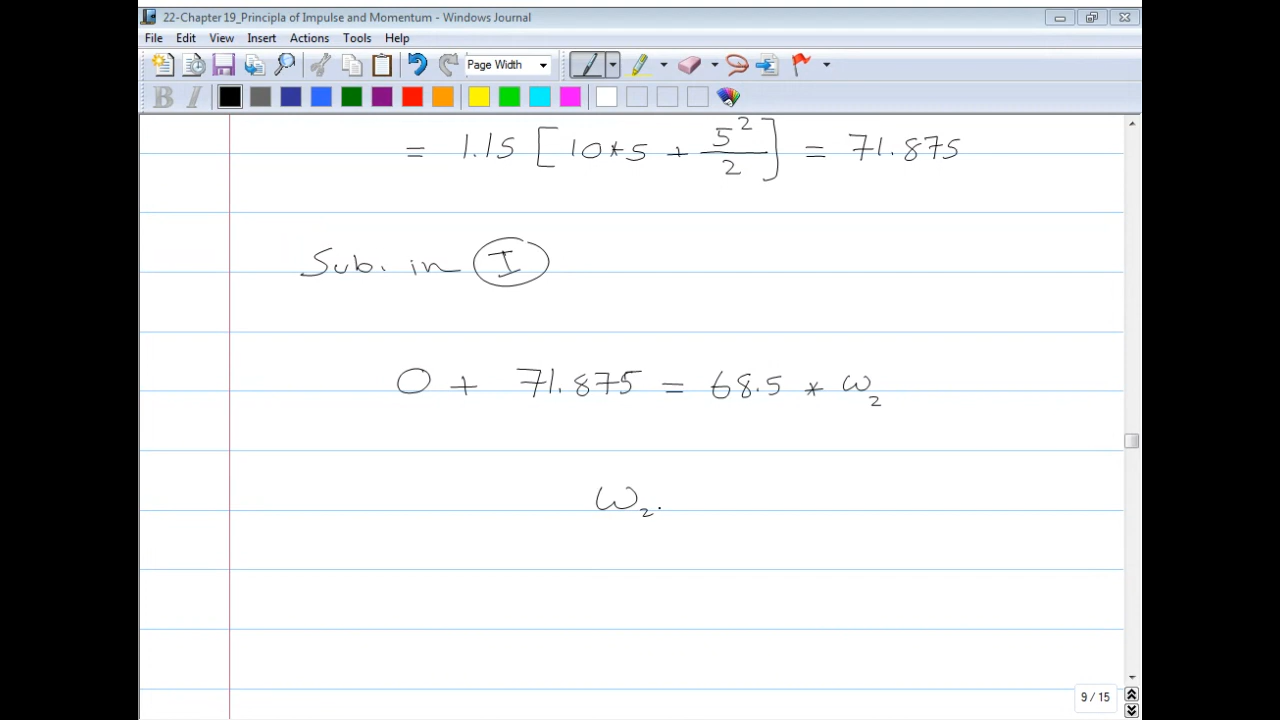 22-Chapter 19_Principla of Impulse and Momentum - Windows Journal
File Edit View Insert Actions Tools Help
Page Width
B I
= 1.15 [ 10*5 + 5²/2 ] = 71.875
Sub. in I
0 + 71.875 = 68.5 * ω₂
ω₂.
9 / 15